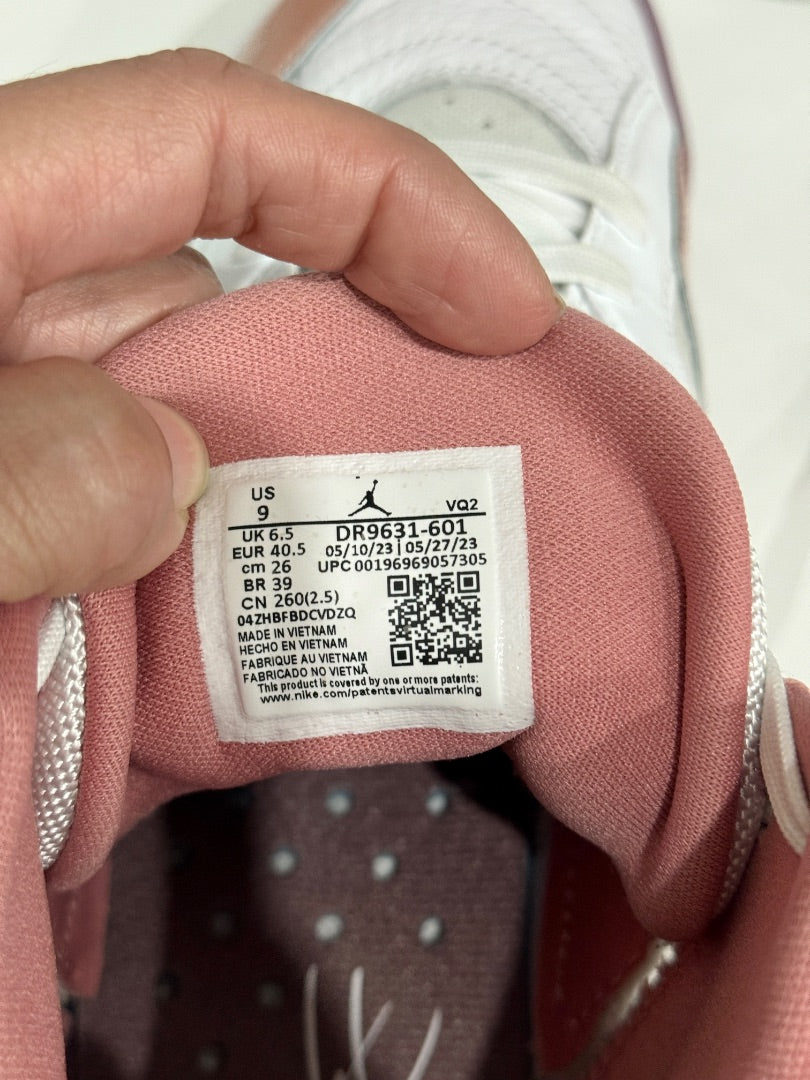 US
9
VQ2
UK 6.5
DR9631-601
EUR 40.5
05/10/23 | 05/27/23
cm 26
UPC 00196969057305
BR 39
CN 260(2.5)
04ZHBFBDCVDZQ
MADE IN VIETNAM
HECHO EN VIETNAM
FABRIQUE AU VIETNAM
FABRICADO NO VIETNÃ
This product is covered by one or more patents:
www.nike.com/patentsvirtualmarking